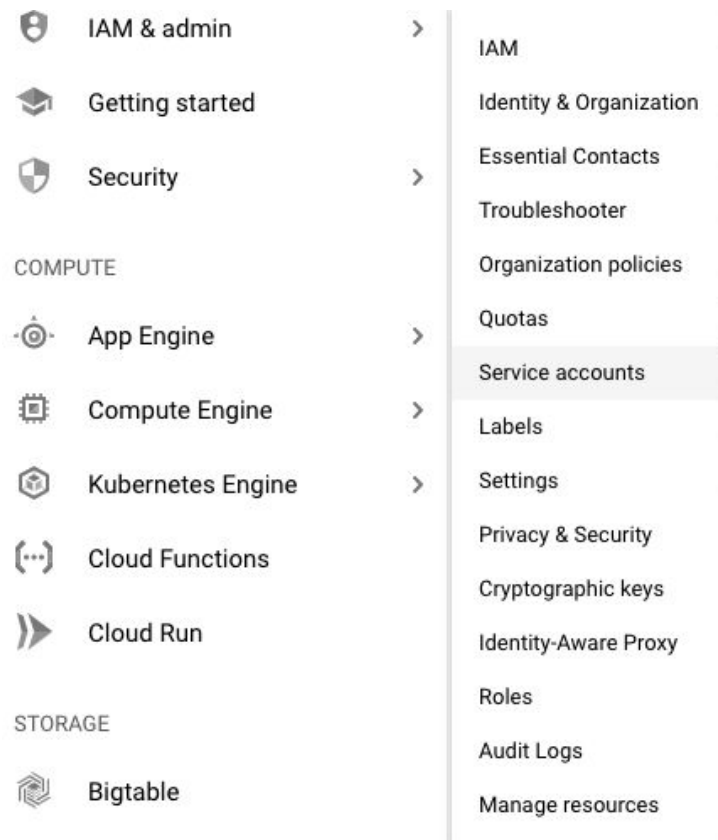 IAM & admin
Getting started
Security
COMPUTE
App Engine
Compute Engine
Kubernetes Engine
Cloud Functions
Cloud Run
STORAGE
Bigtable
IAM
Identity & Organization
Essential Contacts
Troubleshooter
Organization policies
Quotas
Service accounts
Labels
Settings
Privacy & Security
Cryptographic keys
Identity-Aware Proxy
Roles
Audit Logs
Manage resources